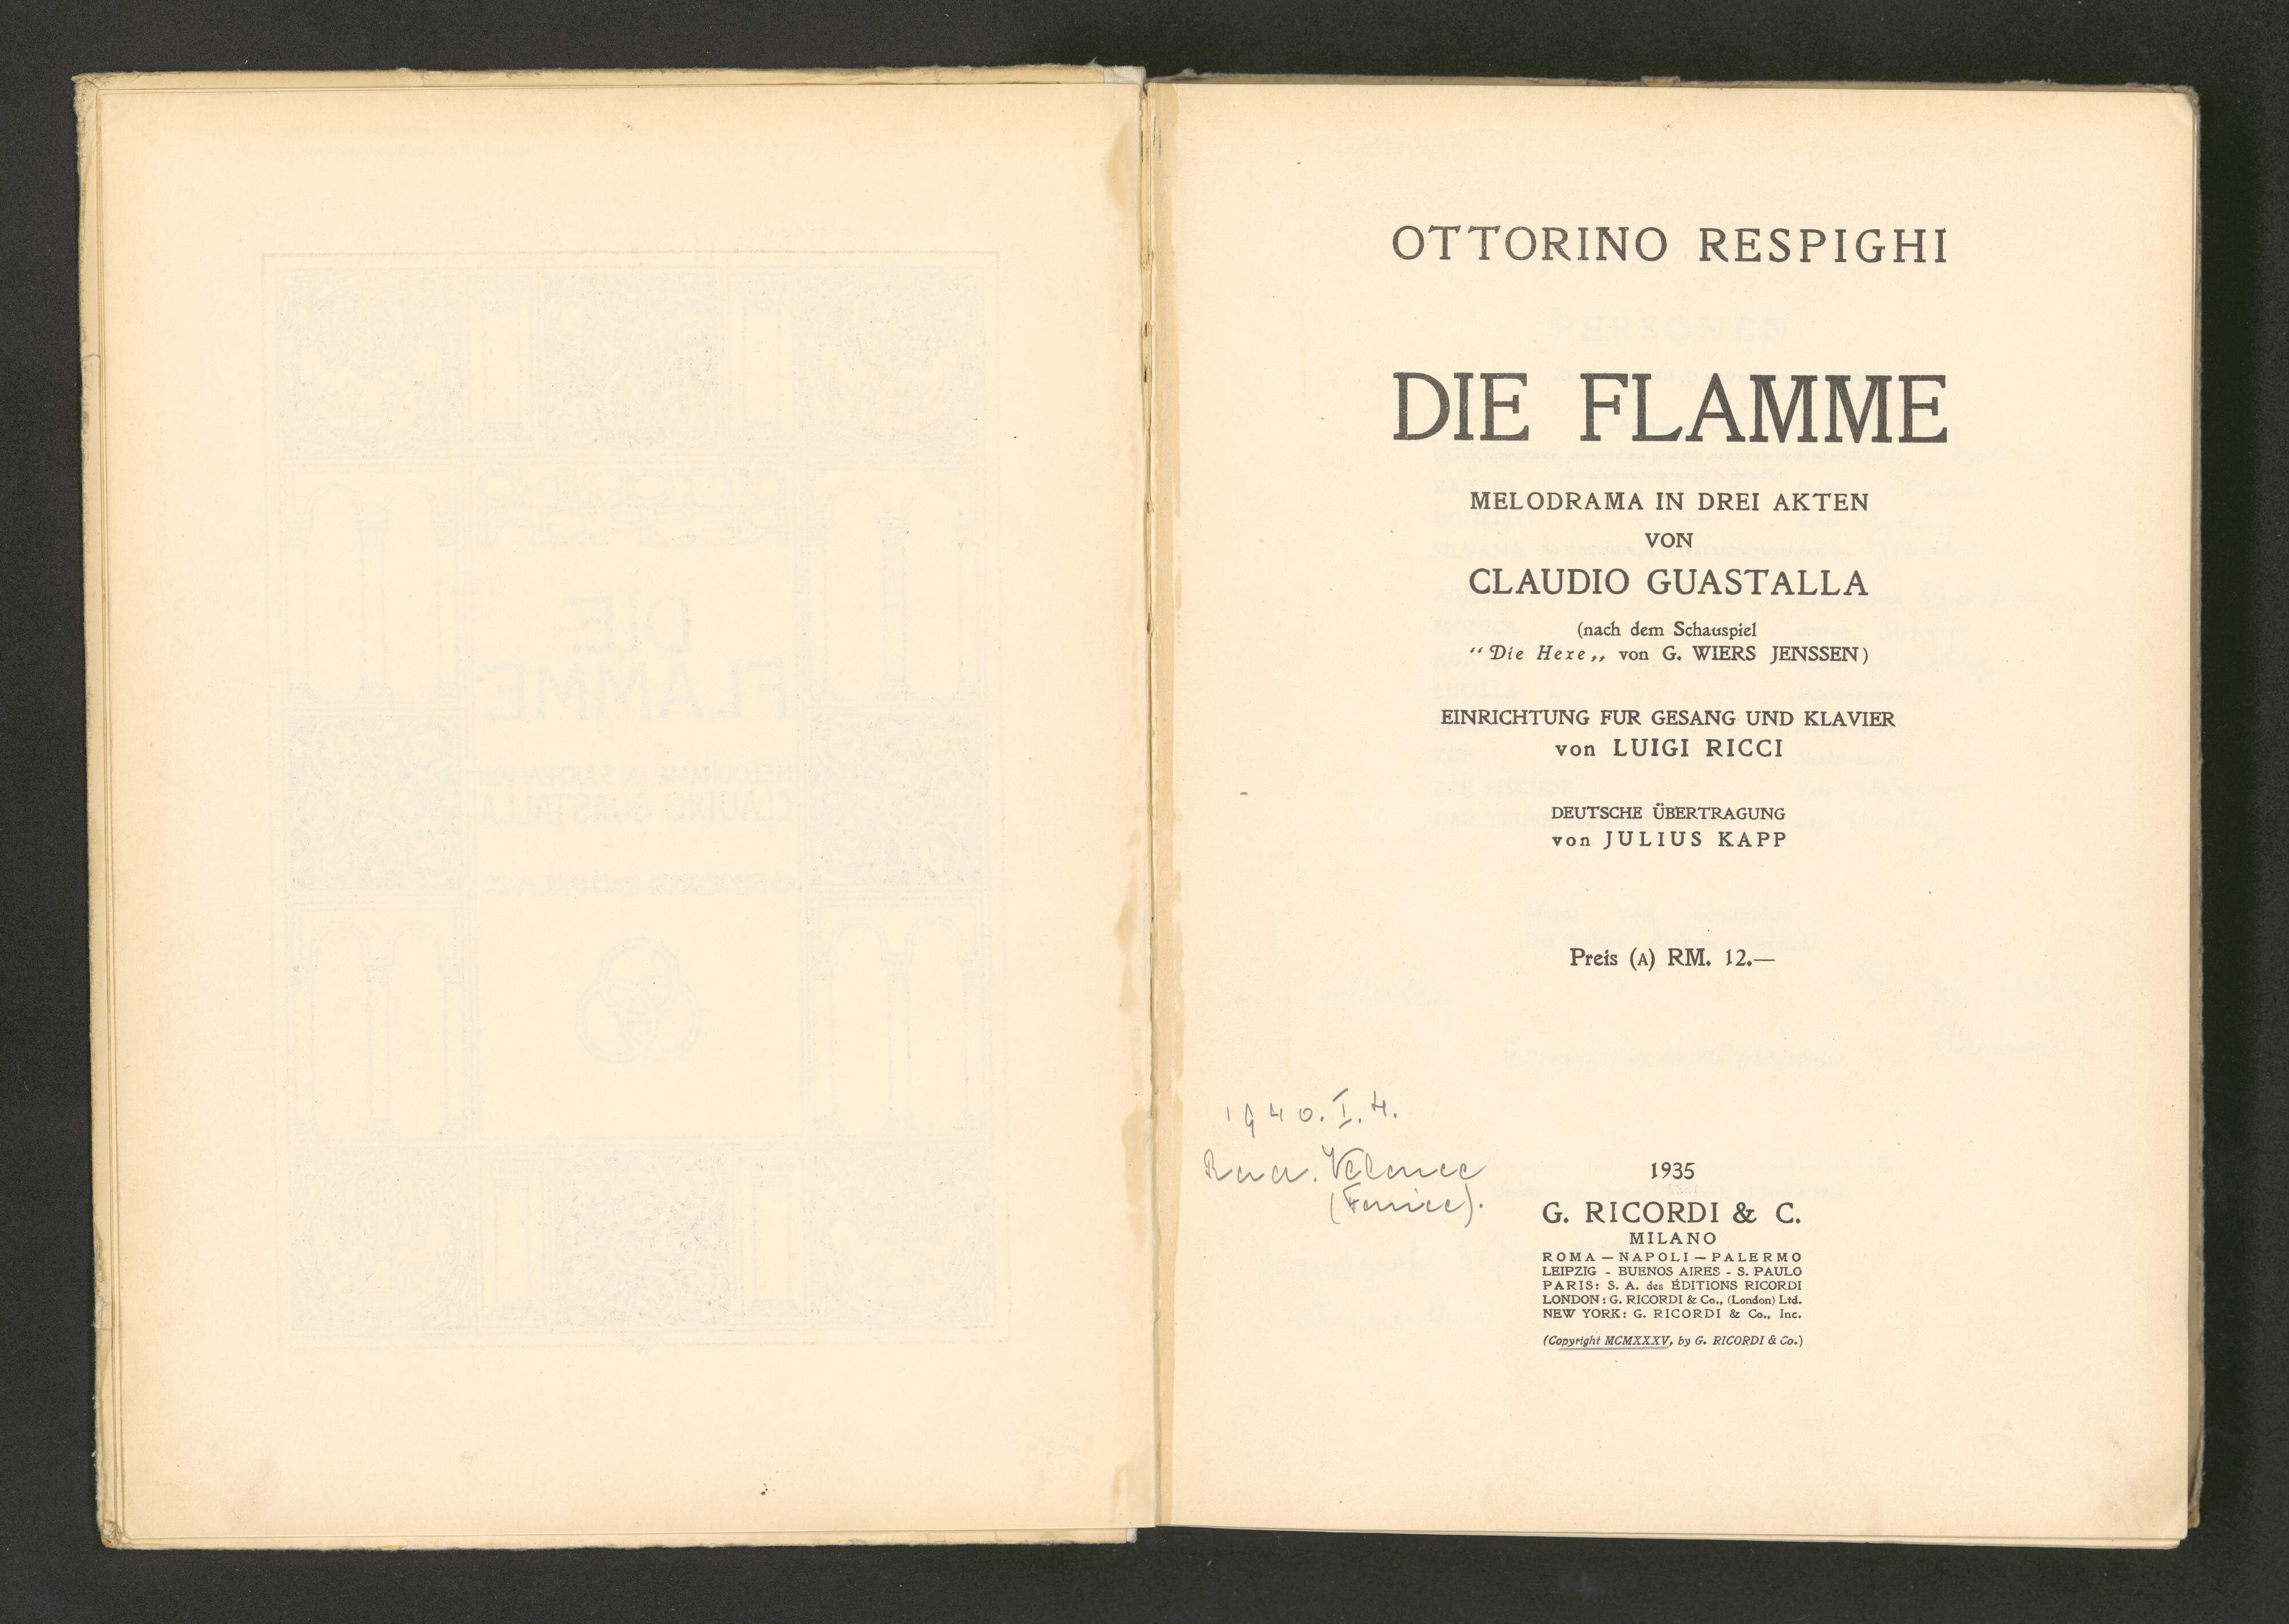 OTTORINO RESPIGHI
DIE FLAMME
MELODRAMA IN DREI AKTEN
VON
CLAUDIO GUASTALLA
(nach dem Schauspiel
“Die Hexe„ von G. WIERS JENSSEN)
EINRICHTUNG FUR GESANG UND KLAVIER
von LUIGI RICCI
DEUTSCHE ÜBERTRAGUNG
von JULIUS KAPP
Preis (A) RM. 12.—
1940. I. 4.
Velence
(Fenice).
1935
G. RICORDI & C.
MILANO
ROMA — NAPOLI — PALERMO
LEIPZIG - BUENOS AIRES - S. PAULO
PARIS: S. A. des ÉDITIONS RICORDI
LONDON: G. RICORDI & Co., (London) Ltd.
NEW YORK: G. RICORDI & Co., Inc.
(Copyright MCMXXXV, by G. RICORDI & Co.)